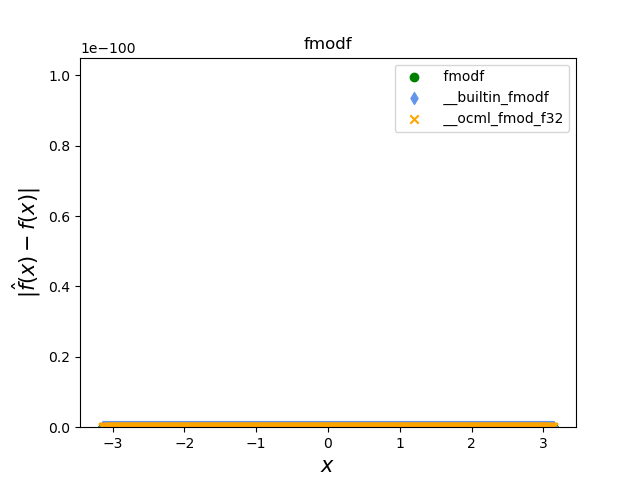 fmodf
1e−100
1.0
0.8
0.6
0.4
0.2
0.0
|f̂(x) − f(x)|
fmodf
__builtin_fmodf
__ocml_fmod_f32
−3
−2
−1
0
1
2
3
x